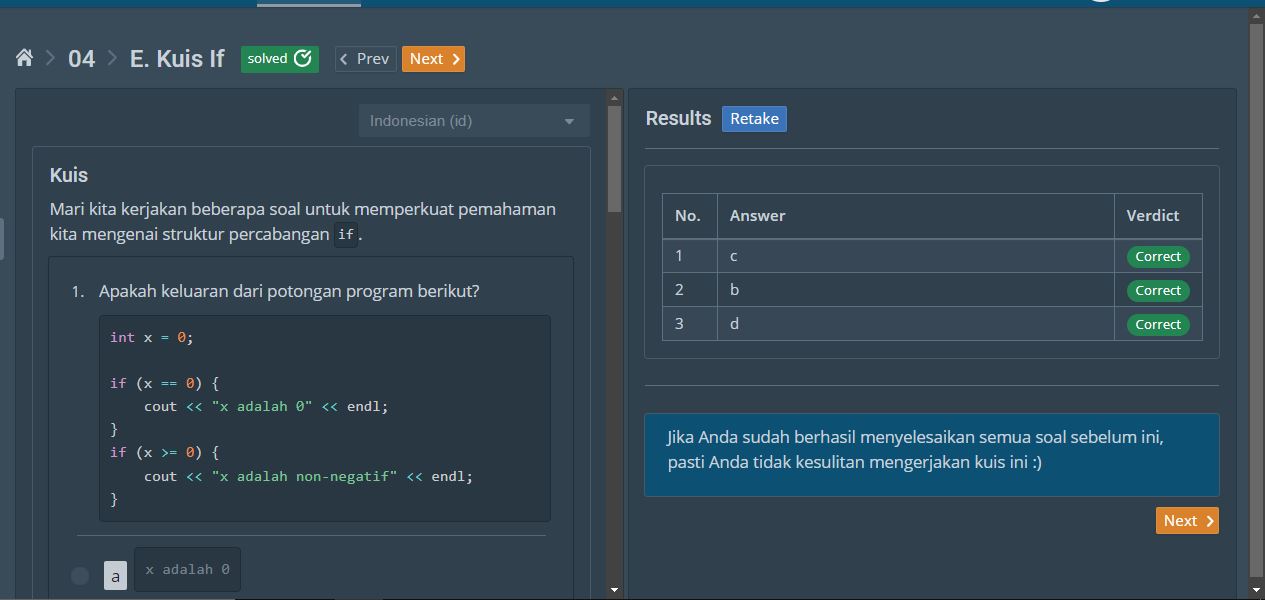 04 E. Kuis If solved Prev Next
Indonesian (id)
Kuis
Mari kita kerjakan beberapa soal untuk memperkuat pemahaman
kita mengenai struktur percabangan if.
1. Apakah keluaran dari potongan program berikut?
int x = 0;
if (x == 0) {
cout << "x adalah 0" << endl;
}
if (x >= 0) {
cout << "x adalah non-negatif" << endl;
}
a x adalah 0
Results Retake
No. Answer Verdict
1 c Correct
2 b Correct
3 d Correct
Jika Anda sudah berhasil menyelesaikan semua soal sebelum ini,
pasti Anda tidak kesulitan mengerjakan kuis ini :)
Next